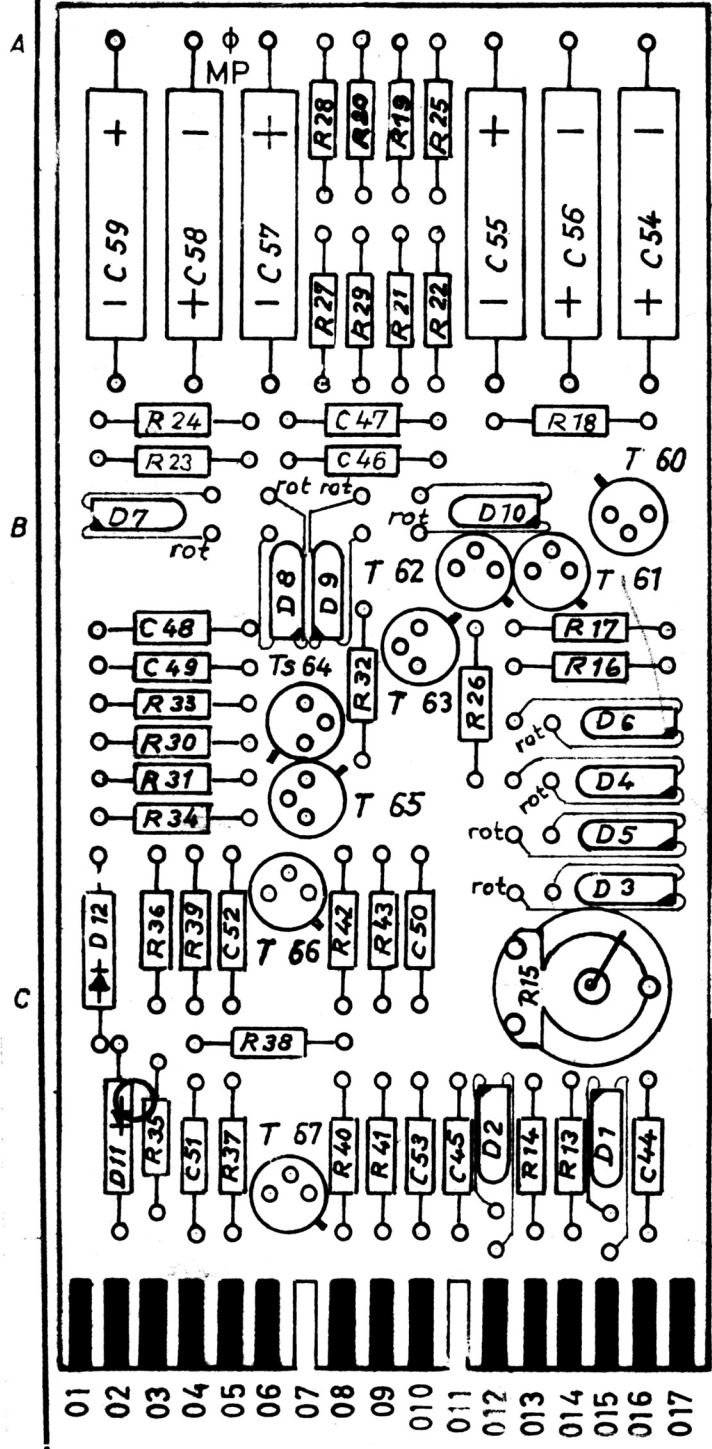 A
MP
R28 R20 R19 R25
+ − + + − −
C59 C58 C57 C55 C56 C54
− + − − + +
R27 R29 R21 R22
R24 C47 R18
R23 C46
T 60
rot rot
D7 D10
rot rot
B
D8 D9
T 62 T 61
C48 R17
C49 Ts 64 R32 R26 R16
R33 T 63
D6
rot
R30
R31 T 65 D4
rot
R34 rot D5
rot D3
D12 R36 R39 C52 T 66 R42 R43 C50
R15
C
R38
D11 R35 C51 R37 T 67 R40 R41 C53 C45 D2 R14 R13 D1 C44
01 02 03 04 05 06 07 08 09 010 011 012 013 014 015 016 017